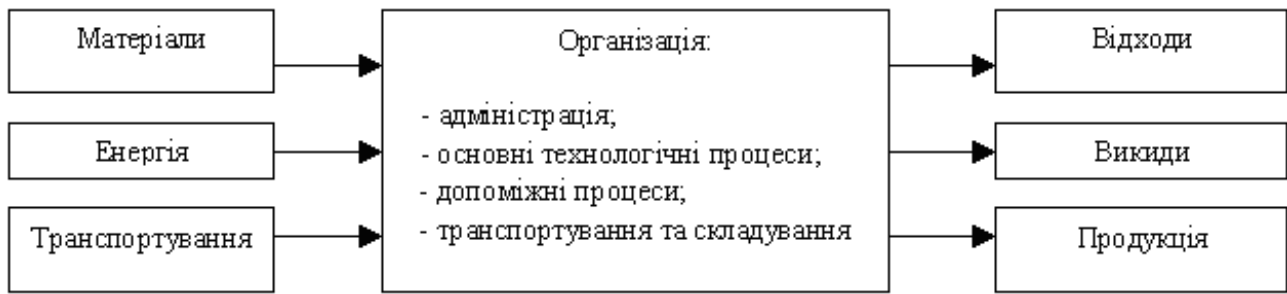 Матеріали
Енергія
Транспортування
Організація:
- адміністрація;
- основні технологічні процеси;
- допоміжні процеси;
- транспортування та складування
Відходи
Викиди
Продукція